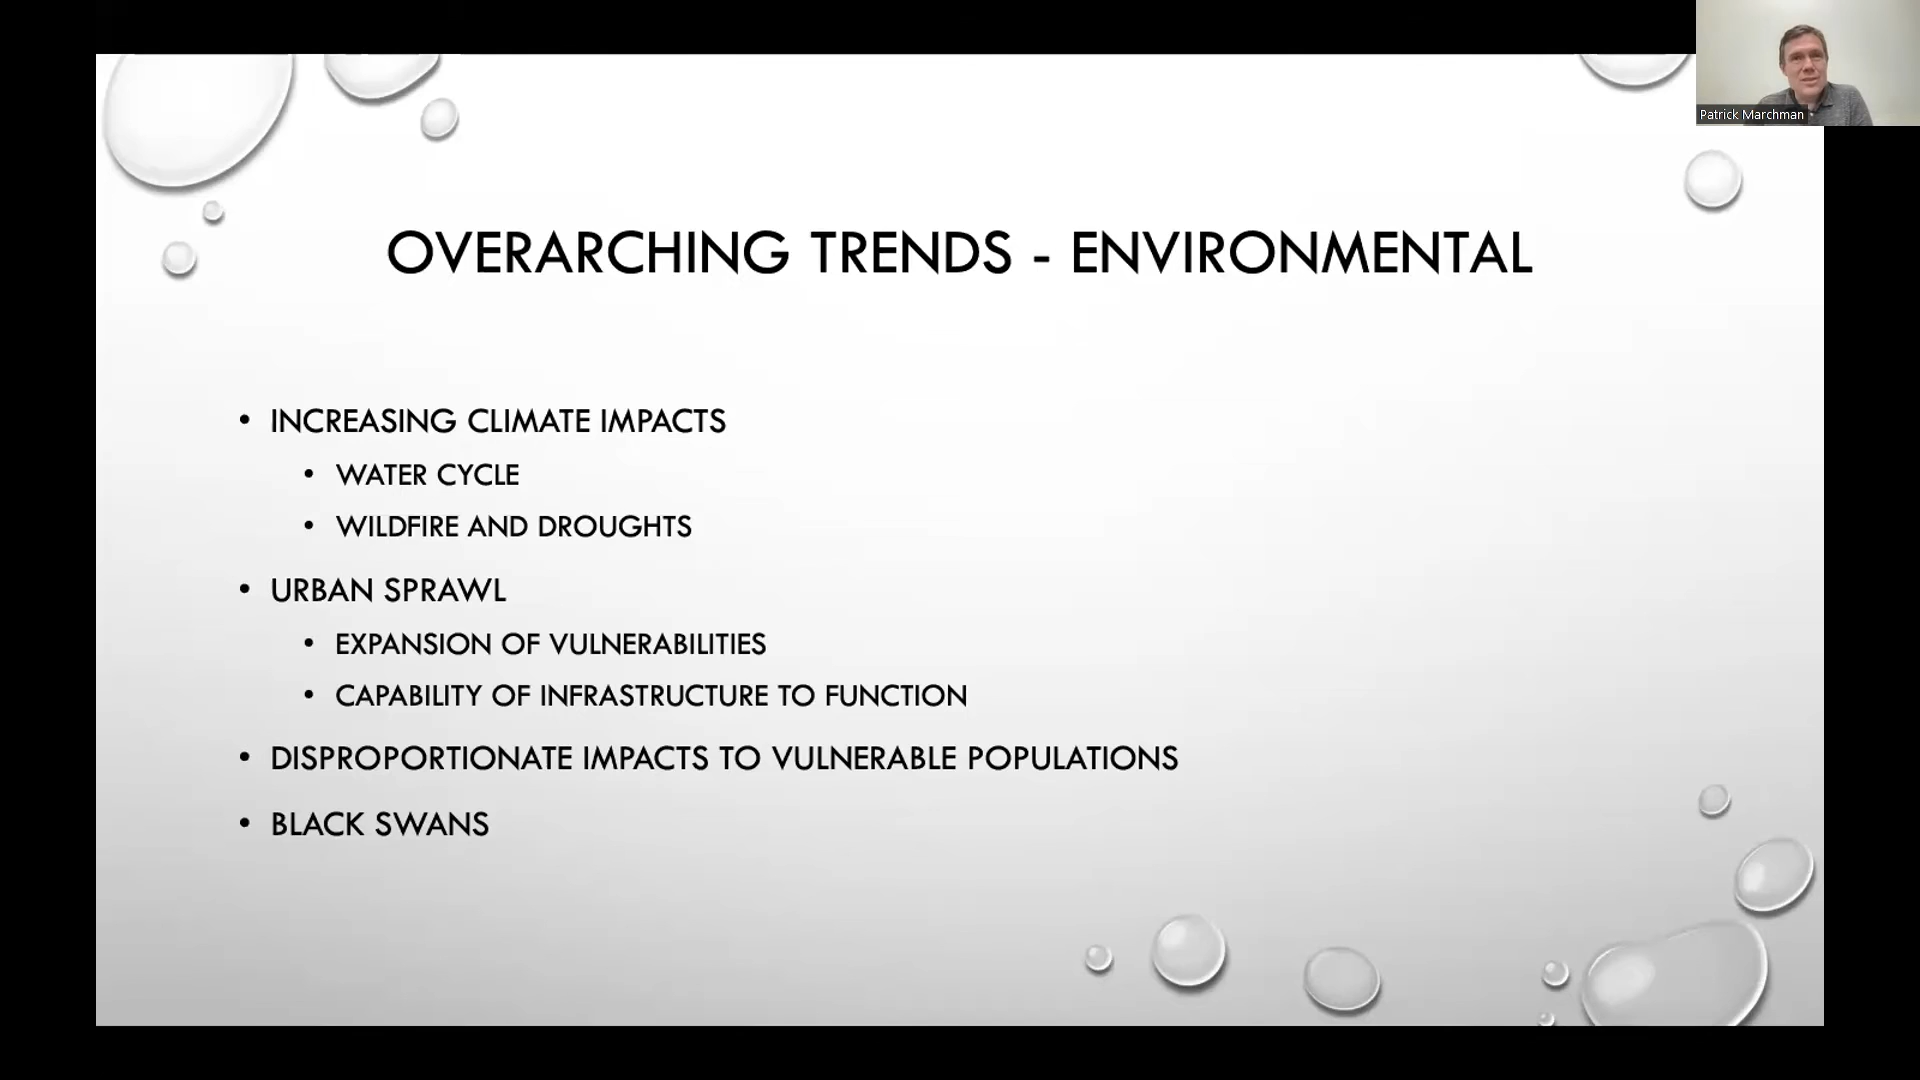 Patrick Marchman
OVERARCHING TRENDS - ENVIRONMENTAL
• INCREASING CLIMATE IMPACTS
• WATER CYCLE
• WILDFIRE AND DROUGHTS
• URBAN SPRAWL
• EXPANSION OF VULNERABILITIES
• CAPABILITY OF INFRASTRUCTURE TO FUNCTION
• DISPROPORTIONATE IMPACTS TO VULNERABLE POPULATIONS
• BLACK SWANS